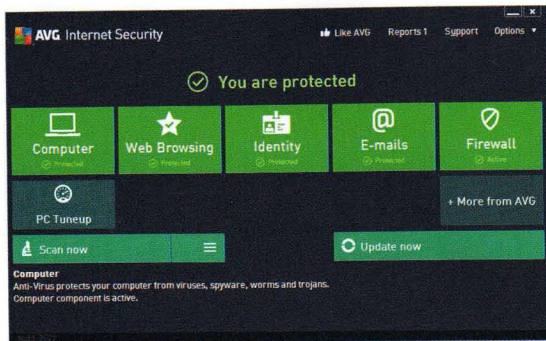 AVG Internet Security
Like AVG Reports 1 Support Options
You are protected
Computer Web Browsing Identity E-mails Firewall
Protected Protected Protected Protected Active
PC Tuneup + More from AVG
Scan now Update now
Computer
Anti-Virus protects your computer from viruses, spyware, worms and trojans.
Computer component is active.